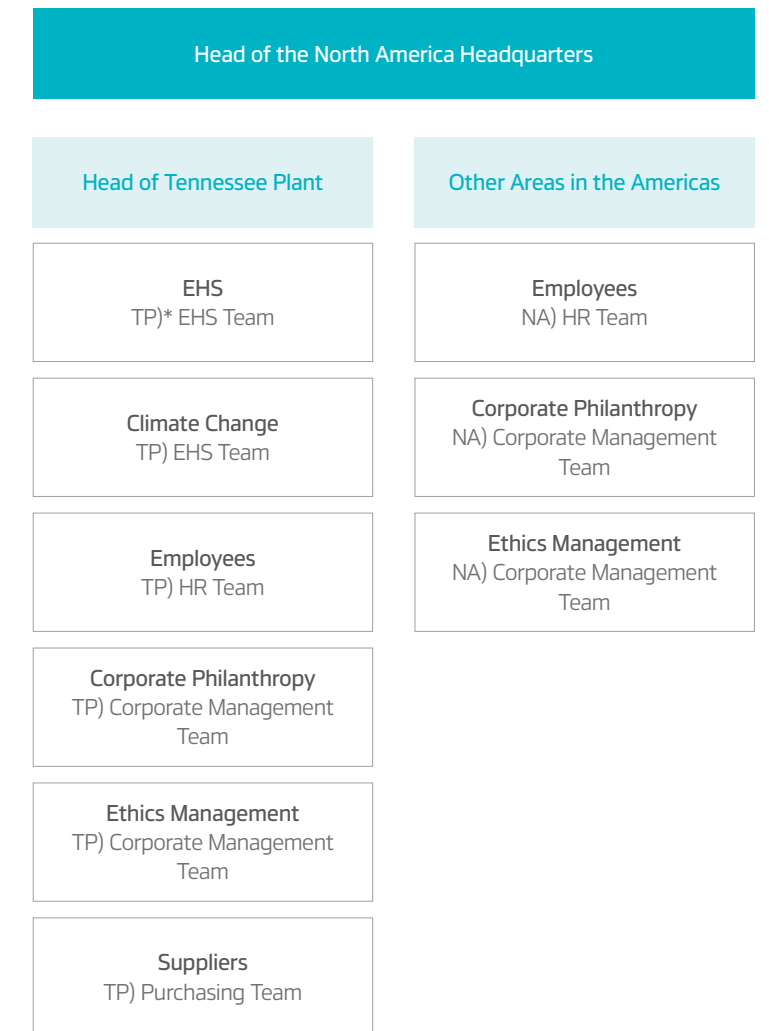 Head of the North America Headquarters
Head of Tennessee Plant
EHS
TP)* EHS Team
Climate Change
TP) EHS Team
Employees
TP) HR Team
Corporate Philanthropy
TP) Corporate Management
Team
Ethics Management
TP) Corporate Management
Team
Suppliers
TP) Purchasing Team
Other Areas in the Americas
Employees
NA) HR Team
Corporate Philanthropy
NA) Corporate Management
Team
Ethics Management
NA) Corporate Management
Team